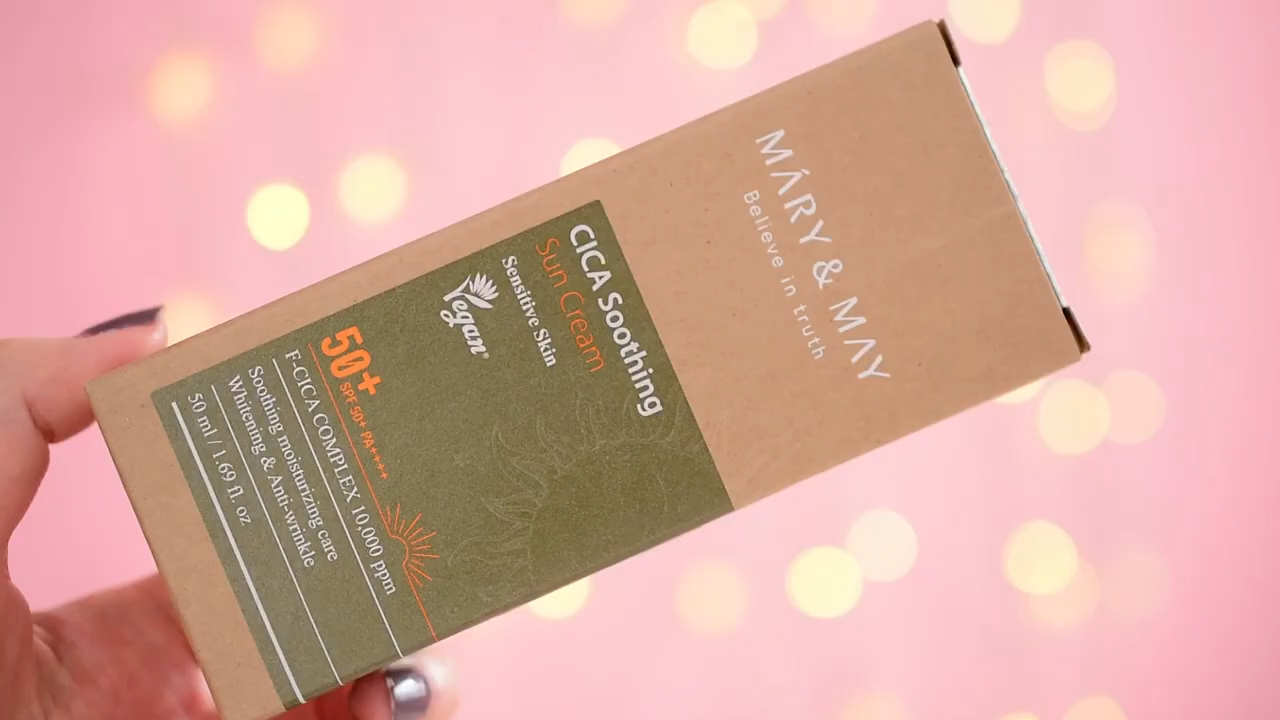 MÁRY & MAY
Believe in truth
CICA Soothing
Sun Cream
Sensitive Skin
Vegan®
50+ SPF 50+ PA++++
F-CICA COMPLEX 10,000 ppm
Soothing moisturizing care
Whitening & Anti-wrinkle
50 ml / 1.69 fl. oz